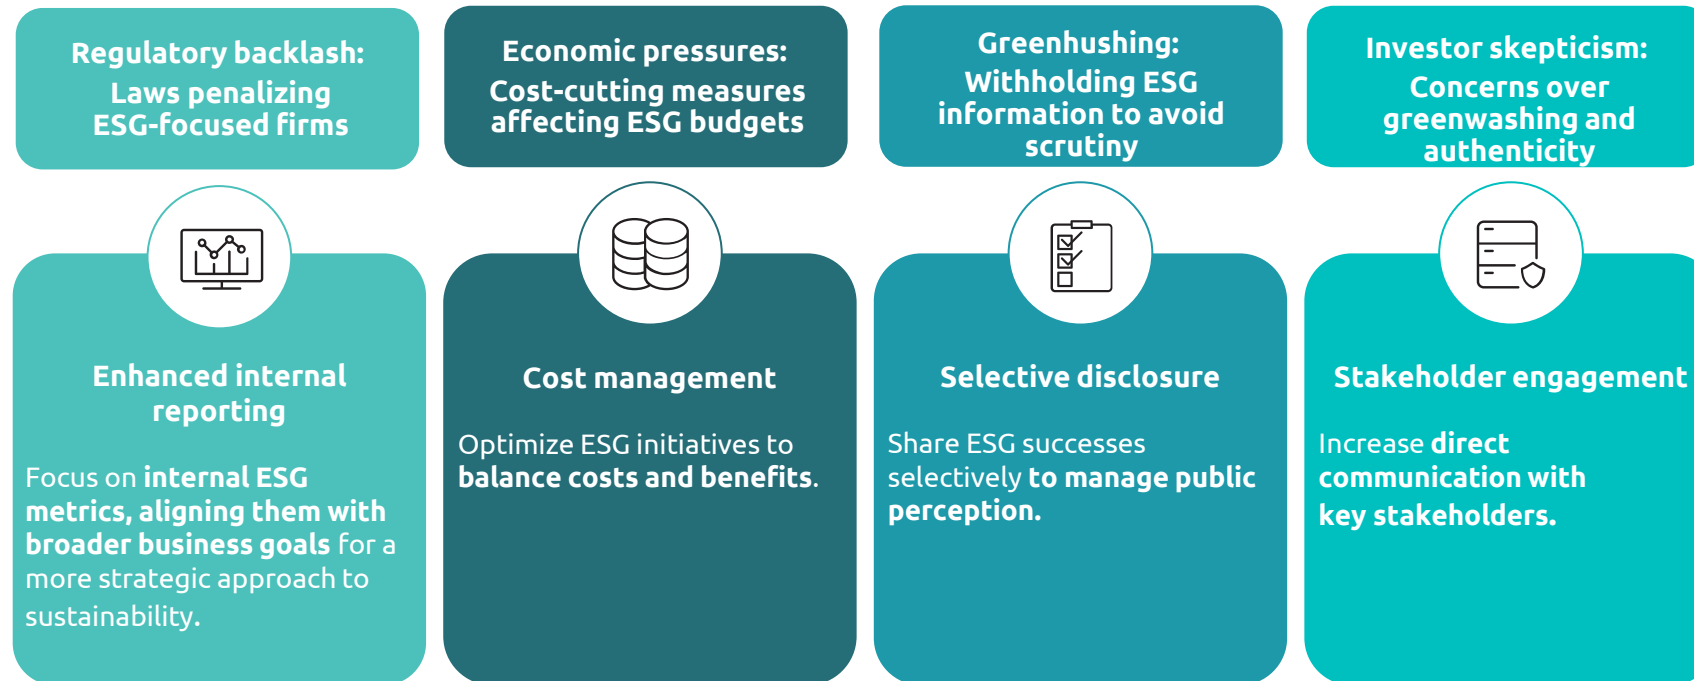 Regulatory backlash:
Laws penalizing
ESG-focused firms
Economic pressures:
Cost-cutting measures
affecting ESG budgets
Greenhushing:
Withholding ESG
information to avoid
scrutiny
Investor skepticism:
Concerns over
greenwashing and
authenticity
Enhanced internal
reporting
Focus on internal ESG
metrics, aligning them with
broader business goals for a
more strategic approach to
sustainability.
Cost management
Optimize ESG initiatives to
balance costs and benefits.
Selective disclosure
Share ESG successes
selectively to manage public
perception.
Stakeholder engagement
Increase direct
communication with
key stakeholders.